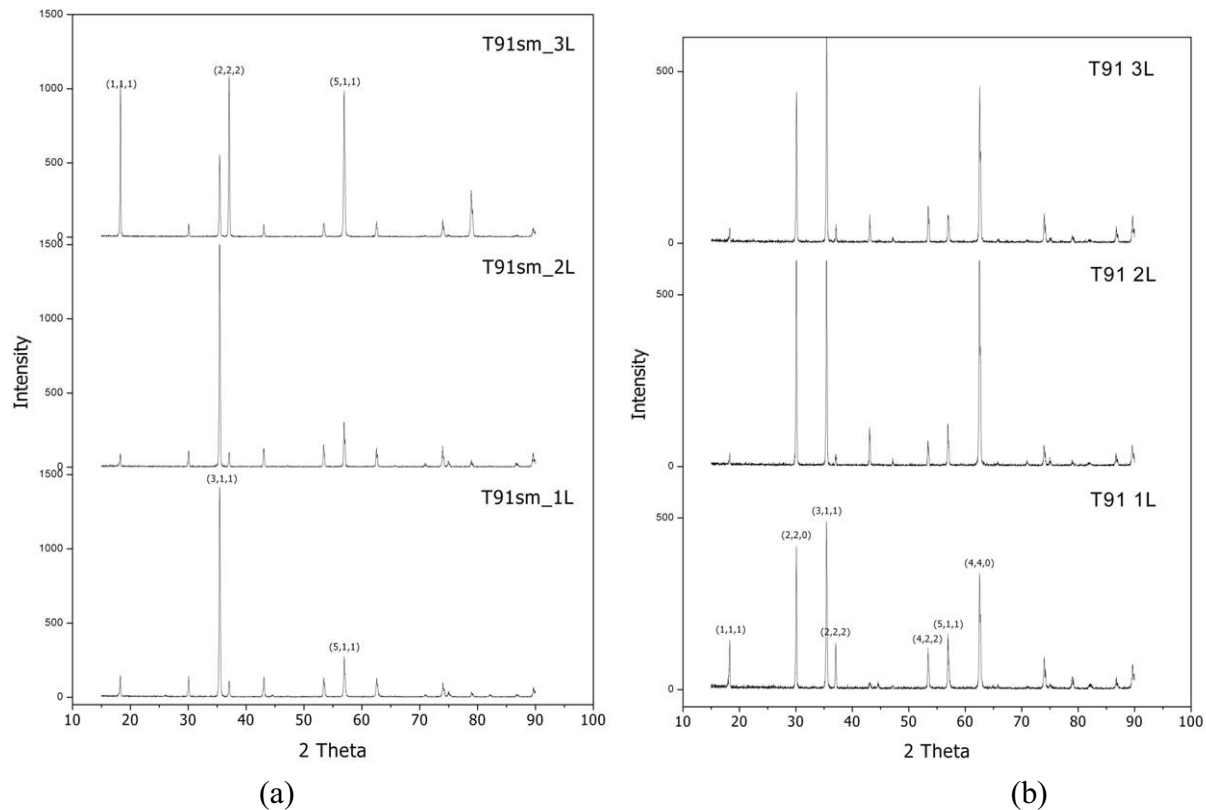 1500
T91sm_3L
(1,1,1)
(2,2,2)
(5,1,1)
1000
500
0
1500
T91sm_2L
1000
500
0
1500
T91sm_1L
(3,1,1)
1000
500
(5,1,1)
0
10 20 30 40 50 60 70 80 90 100
2 Theta
Intensity
(a)
T91 3L
500
0
T91 2L
500
0
T91 1L
500
(3,1,1)
(2,2,0)
(4,4,0)
(1,1,1)
(2,2,2)
(4,2,2)
(5,1,1)
0
10 20 30 40 50 60 70 80 90 100
2 Theta
Intensity
(b)